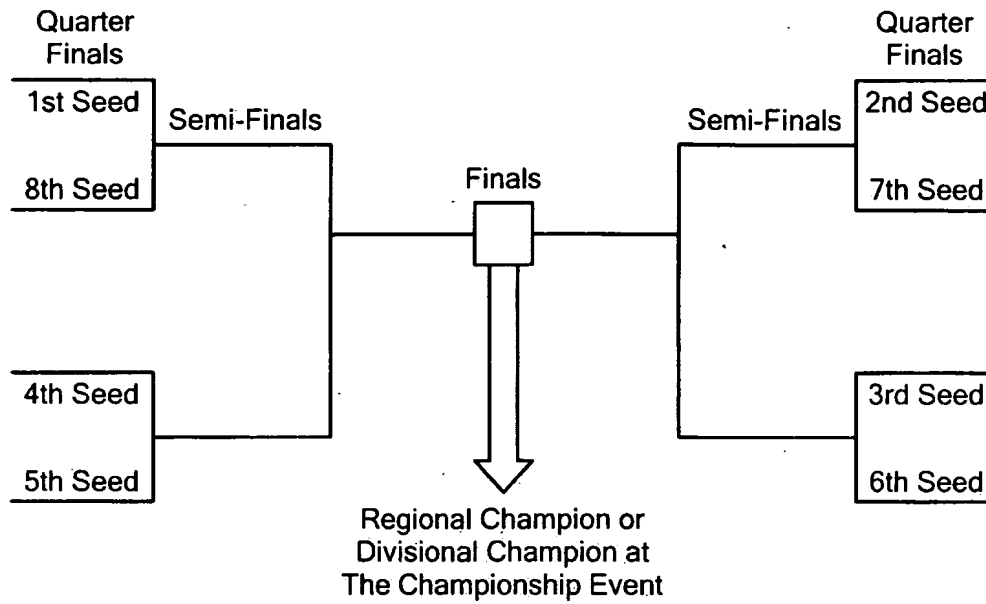 Quarter
Finals
1st Seed
8th Seed
Semi-Finals
4th Seed
5th Seed
Finals
Regional Champion or
Divisional Champion at
The Championship Event
Semi-Finals
Quarter
Finals
2nd Seed
7th Seed
3rd Seed
6th Seed